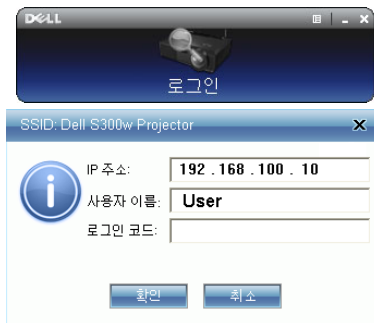 DELL
로그인
SSID: Dell S300w Projector
IP 주소: 192 . 168 . 100 . 10
사용자 이름: User
로그인 코드:
확인 취소